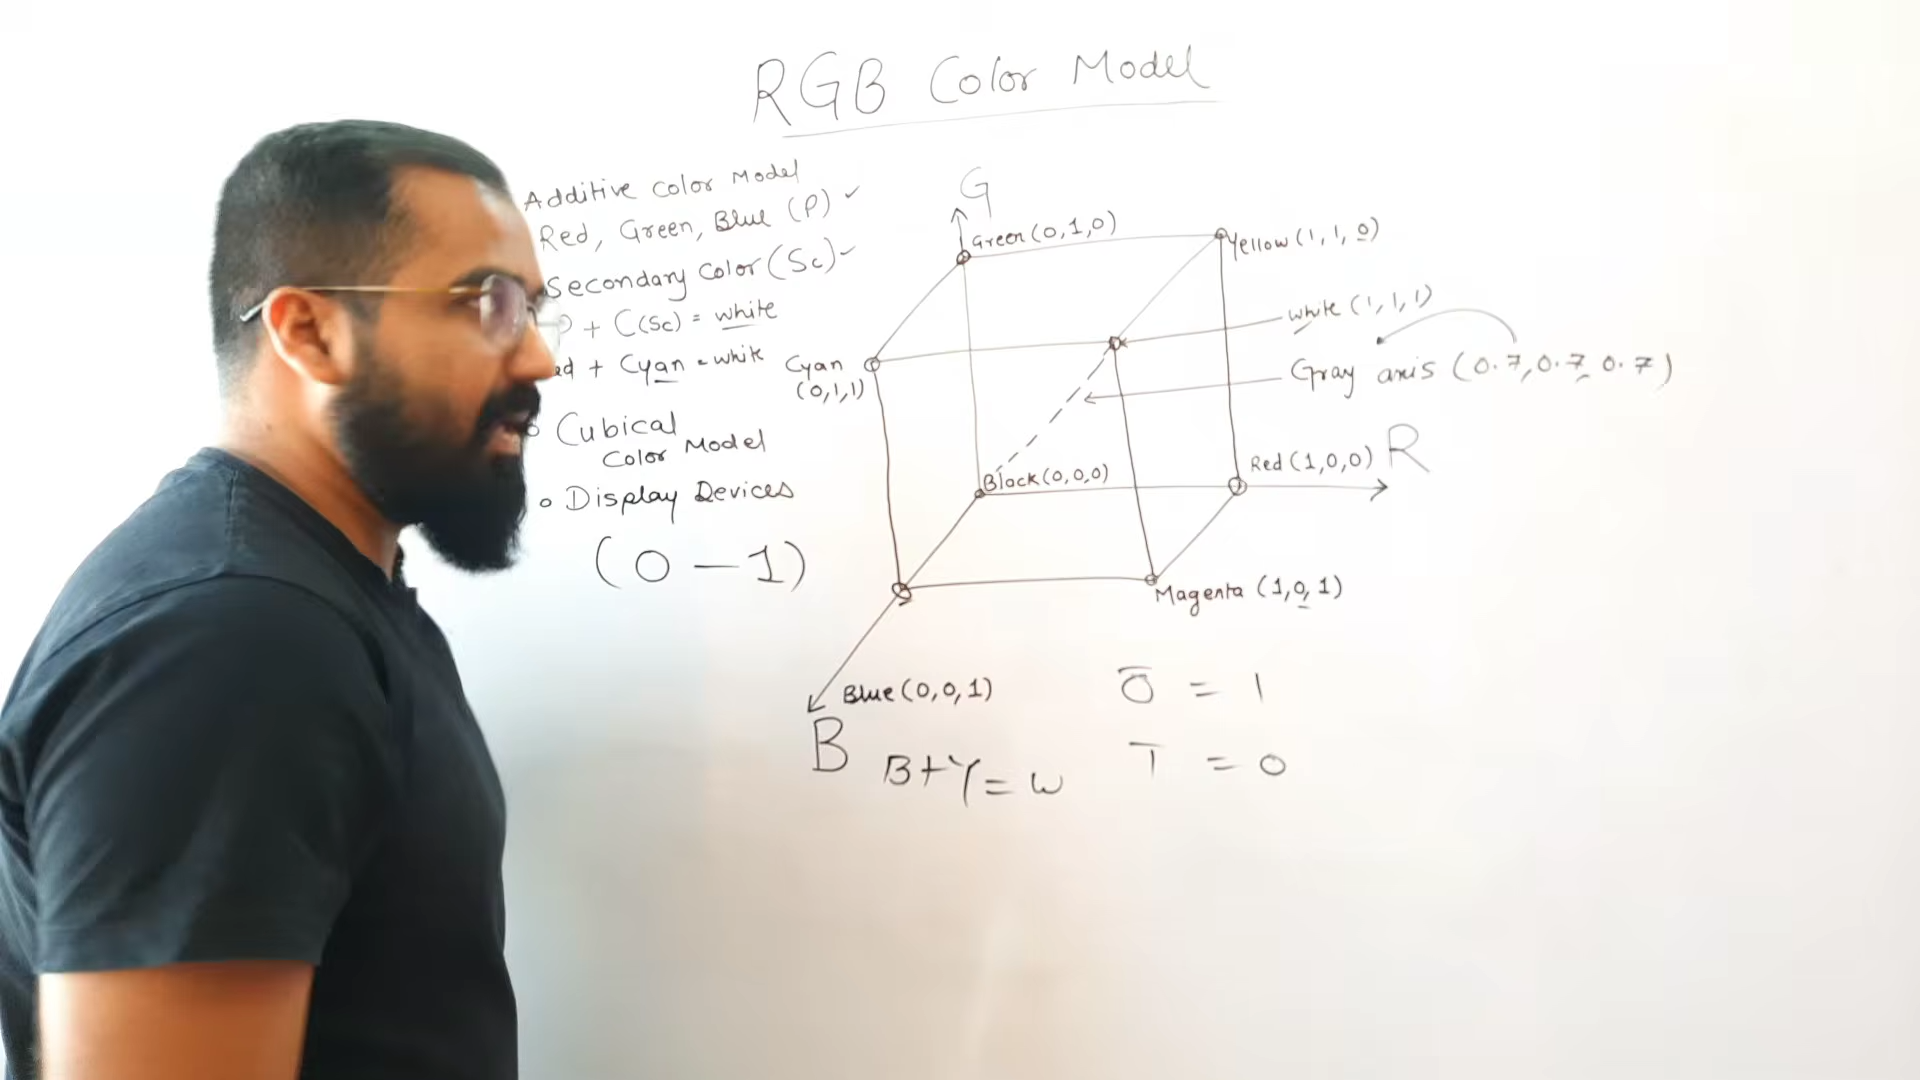 RGB Color Model
Additive Color Model
Red, Green, Blue (P) ✓
Secondary Color (Sc) ✓
+ C(Sc) = white
+ Cyan = white
o Cubical
Color Model
o Display Devices
(0 - 1)
G
Green (0,1,0)
Yellow (1, 1, 0)
white (1, 1, 1)
Gray axis (0.7, 0.7, 0.7)
Cyan
(0,1,1)
Black (0,0,0)
Red (1,0,0) R
Magenta (1,0,1)
Blue (0,0,1)
B
B+Y=W
0̅ = 1
1̅ = 0